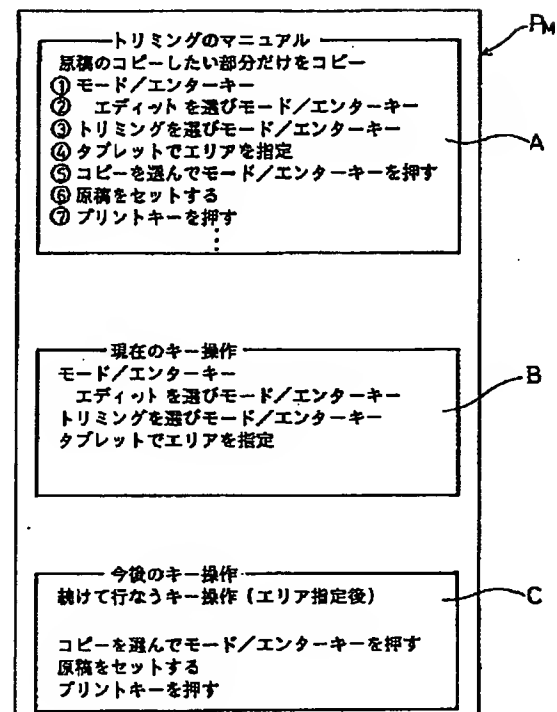 PM
トリミングのマニュアル
原稿のコピーしたい部分だけをコピー
① モード/エンターキー
② エディットを選びモード/エンターキー
③ トリミングを選びモード/エンターキー
④ タブレットでエリアを指定
⑤ コピーを選んでモード/エンターキーを押す
⑥ 原稿をセットする
⑦ プリントキーを押す
⋮
A
現在のキー操作
モード/エンターキー
エディットを選びモード/エンターキー
トリミングを選びモード/エンターキー
タブレットでエリアを指定
B
今後のキー操作
続けて行なうキー操作(エリア指定後)
コピーを選んでモード/エンターキーを押す
原稿をセットする
プリントキーを押す
C